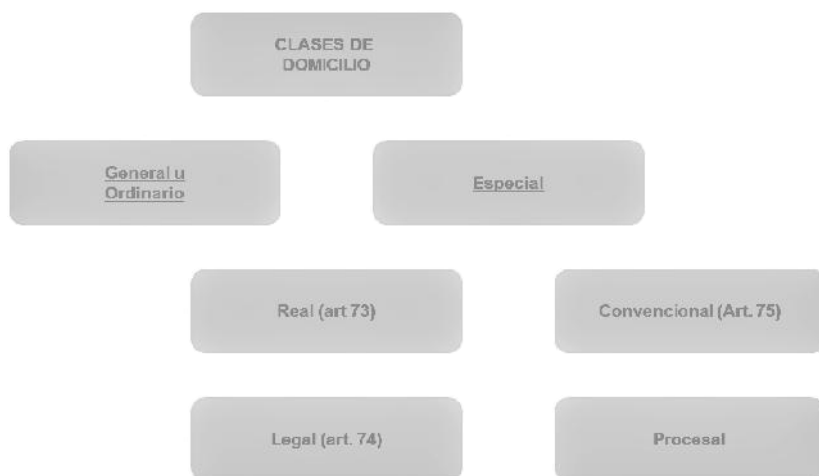 CLASES DE
DOMICILIO
General u
Ordinario
Especial
Real (art 73)
Convencional (Art. 75)
Legal (art. 74)
Procesal